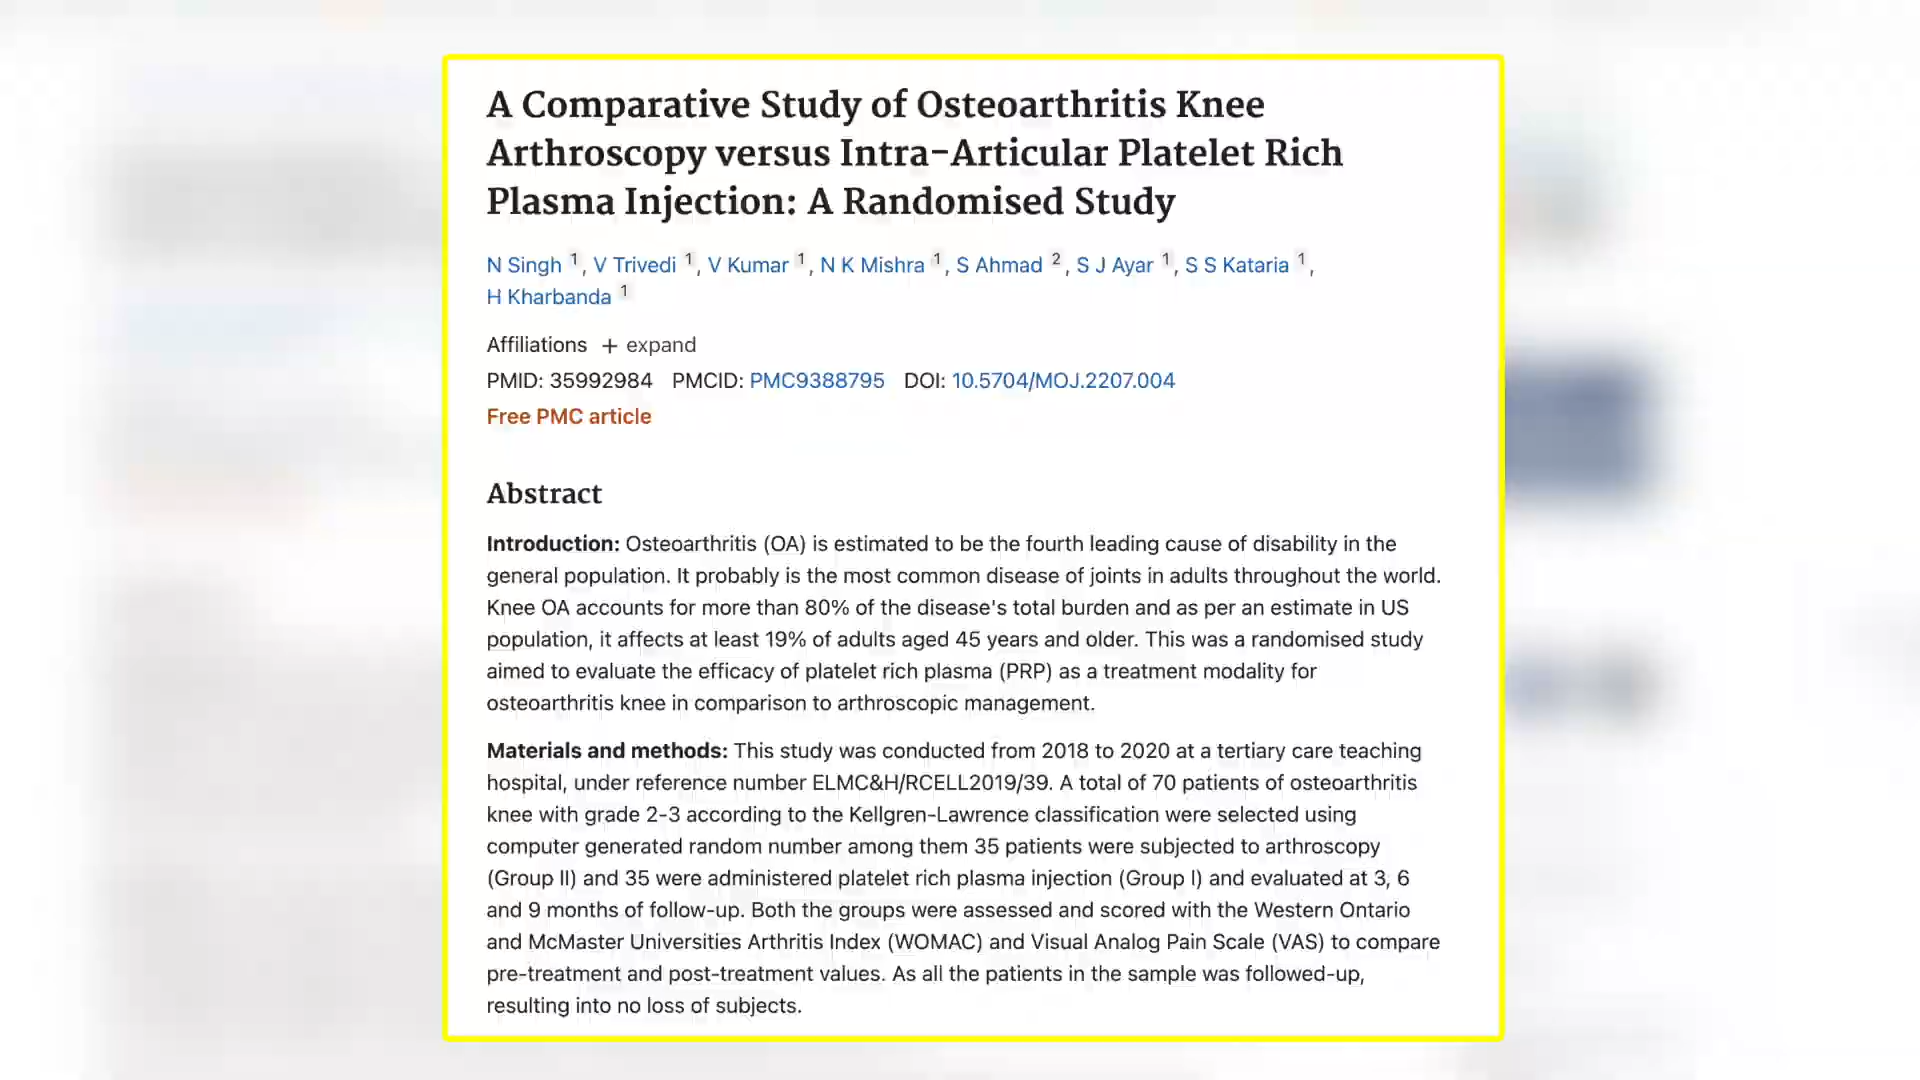 A Comparative Study of Osteoarthritis Knee
Arthroscopy versus Intra-Articular Platelet Rich
Plasma Injection: A Randomised Study
N Singh 1, V Trivedi 1, V Kumar 1, N K Mishra 1, S Ahmad 2, S J Ayar 1, S S Kataria 1,
H Kharbanda 1
Affiliations + expand
PMID: 35992984 PMCID: PMC9388795 DOI: 10.5704/MOJ.2207.004
Free PMC article
Abstract
Introduction: Osteoarthritis (OA) is estimated to be the fourth leading cause of disability in the
general population. It probably is the most common disease of joints in adults throughout the world.
Knee OA accounts for more than 80% of the disease's total burden and as per an estimate in US
population, it affects at least 19% of adults aged 45 years and older. This was a randomised study
aimed to evaluate the efficacy of platelet rich plasma (PRP) as a treatment modality for
osteoarthritis knee in comparison to arthroscopic management.
Materials and methods: This study was conducted from 2018 to 2020 at a tertiary care teaching
hospital, under reference number ELMC&H/RCELL2019/39. A total of 70 patients of osteoarthritis
knee with grade 2-3 according to the Kellgren-Lawrence classification were selected using
computer generated random number among them 35 patients were subjected to arthroscopy
(Group II) and 35 were administered platelet rich plasma injection (Group I) and evaluated at 3, 6
and 9 months of follow-up. Both the groups were assessed and scored with the Western Ontario
and McMaster Universities Arthritis Index (WOMAC) and Visual Analog Pain Scale (VAS) to compare
pre-treatment and post-treatment values. As all the patients in the sample was followed-up,
resulting into no loss of subjects.